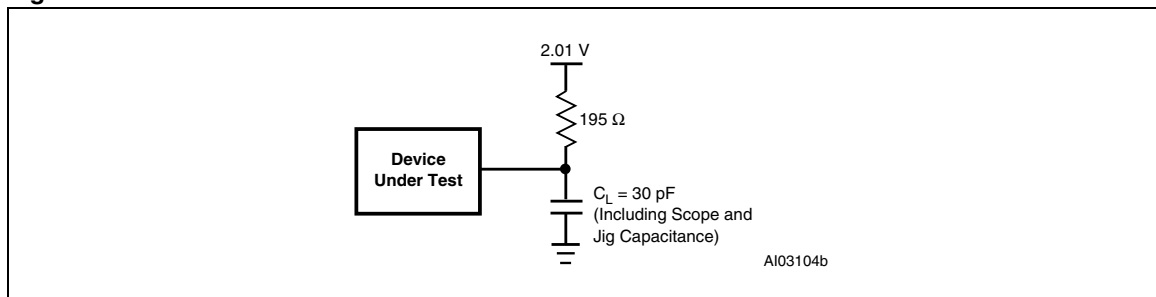 2.01 V
195 Ω
Device
Under Test
C_L = 30 pF
(Including Scope and
Jig Capacitance)
AI03104b